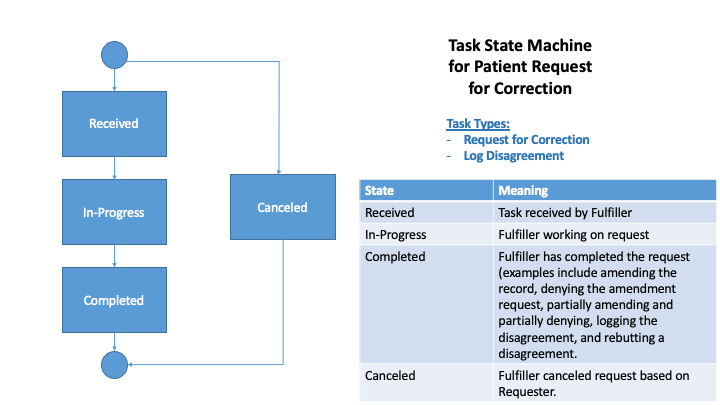 Task State Machine
for Patient Request
for Correction
Task Types:
- Request for Correction
- Log Disagreement
Received
In-Progress
Completed
Canceled
State Meaning
Received Task received by Fulfiller
In-Progress Fulfiller working on request
Completed Fulfiller has completed the request
(examples include amending the
record, denying the amendment
request, partially amending and
partially denying, logging the
disagreement, and rebutting a
disagreement.
Canceled Fulfiller canceled request based on
Requester.